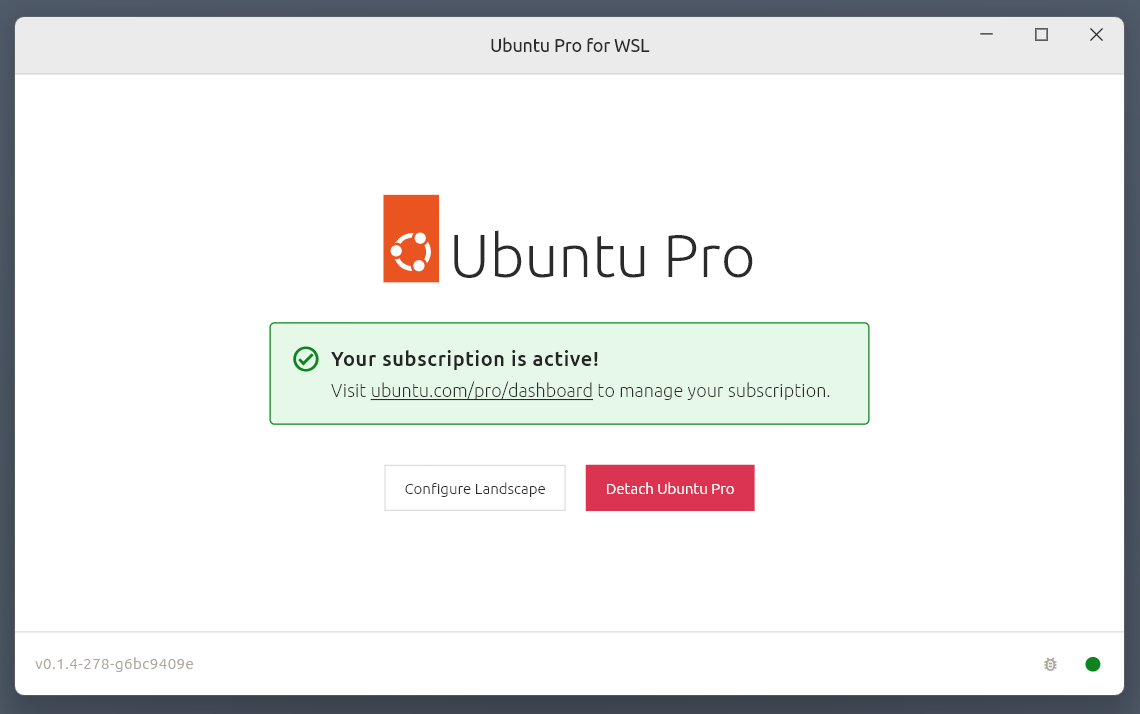 Ubuntu Pro for WSL
Ubuntu Pro
Your subscription is active!
Visit ubuntu.com/pro/dashboard to manage your subscription.
Configure Landscape
Detach Ubuntu Pro
v0.1.4-278-g6bc9409e